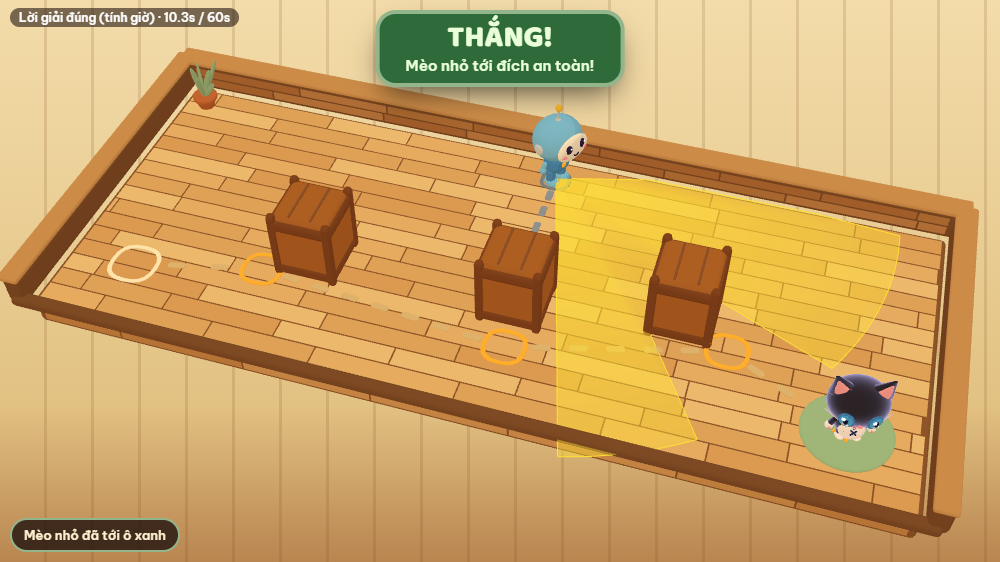 Lời giải đúng (tính giờ) · 10.3s / 60s
THẮNG!
Mèo nhỏ tới đích an toàn!
Mèo nhỏ đã tới ô xanh